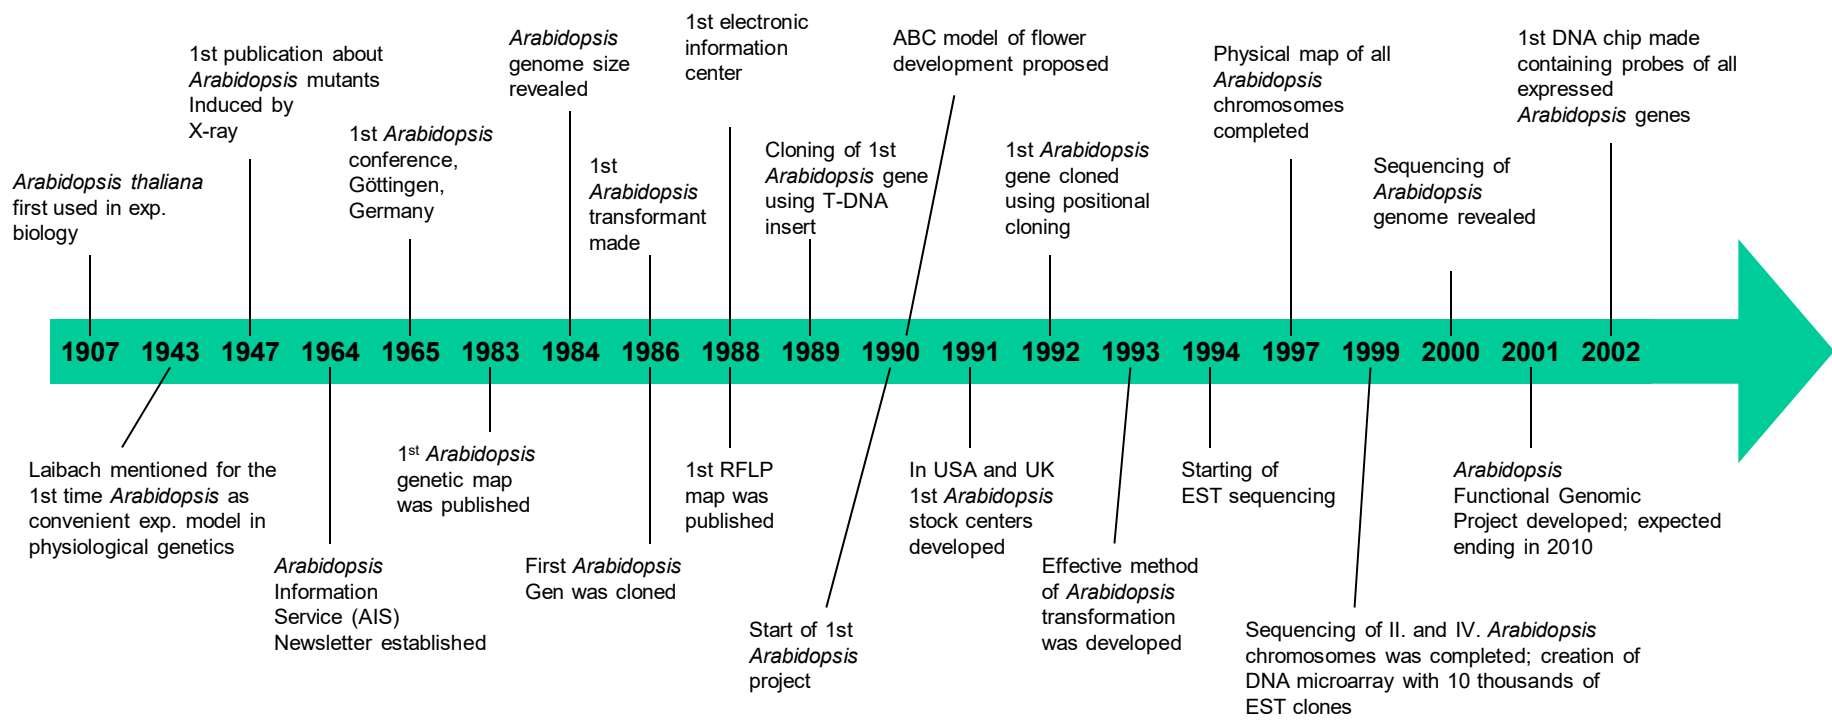 Arabidopsis thaliana
first used in exp.
biology
1st publication about
Arabidopsis mutants
Induced by
X-ray
1st Arabidopsis
conference,
Göttingen,
Germany
Arabidopsis
genome size
revealed
1st
Arabidopsis
transformant
made
1st electronic
information
center
Cloning of 1st
Arabidopsis gene
using T-DNA
insert
ABC model of flower
development proposed
1st Arabidopsis
gene cloned
using positional
cloning
Physical map of all
Arabidopsis
chromosomes
completed
Sequencing of
Arabidopsis
genome revealed
1st DNA chip made
containing probes of all
expressed
Arabidopsis genes
1907 1943 1947 1964 1965 1983 1984 1986 1988 1989 1990 1991 1992 1993 1994 1997 1999 2000 2001 2002
Laibach mentioned for the
1st time Arabidopsis as
convenient exp. model in
physiological genetics
Arabidopsis
Information
Service (AIS)
Newsletter established
1st Arabidopsis
genetic map
was published
First Arabidopsis
Gen was cloned
1st RFLP
map was
published
Start of 1st
Arabidopsis
project
In USA and UK
1st Arabidopsis
stock centers
developed
Effective method
of Arabidopsis
transformation
was developed
Starting of
EST sequencing
Sequencing of II. and IV. Arabidopsis
chromosomes was completed; creation of
DNA microarray with 10 thousands of
EST clones
Arabidopsis
Functional Genomic
Project developed; expected
ending in 2010